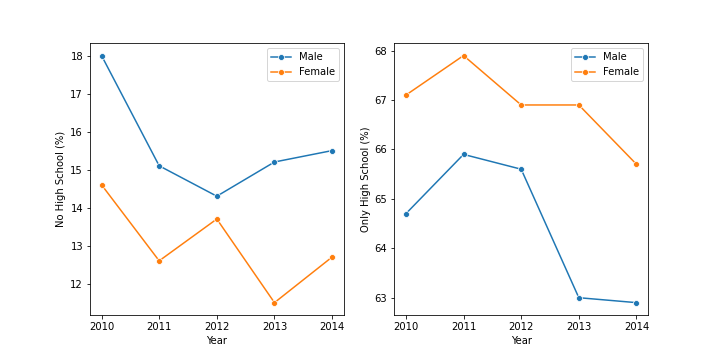 No High School (%)
18
17
16
15
14
13
12
2010 2011 2012 2013 2014
Year
Male
Female
Only High School (%)
68
67
66
65
64
63
2010 2011 2012 2013 2014
Year
Male
Female